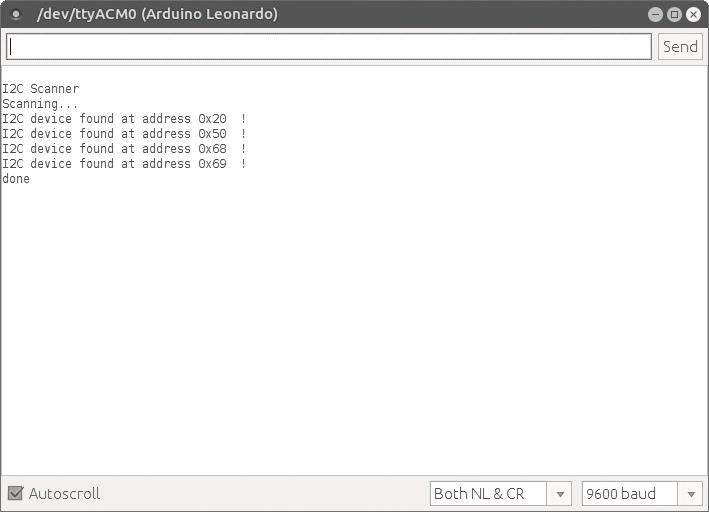 /dev/ttyACM0 (Arduino Leonardo)
Send
I2C Scanner
Scanning...
I2C device found at address 0x20  !
I2C device found at address 0x50  !
I2C device found at address 0x68  !
I2C device found at address 0x69  !
done
Autoscroll
Both NL & CR
9600 baud